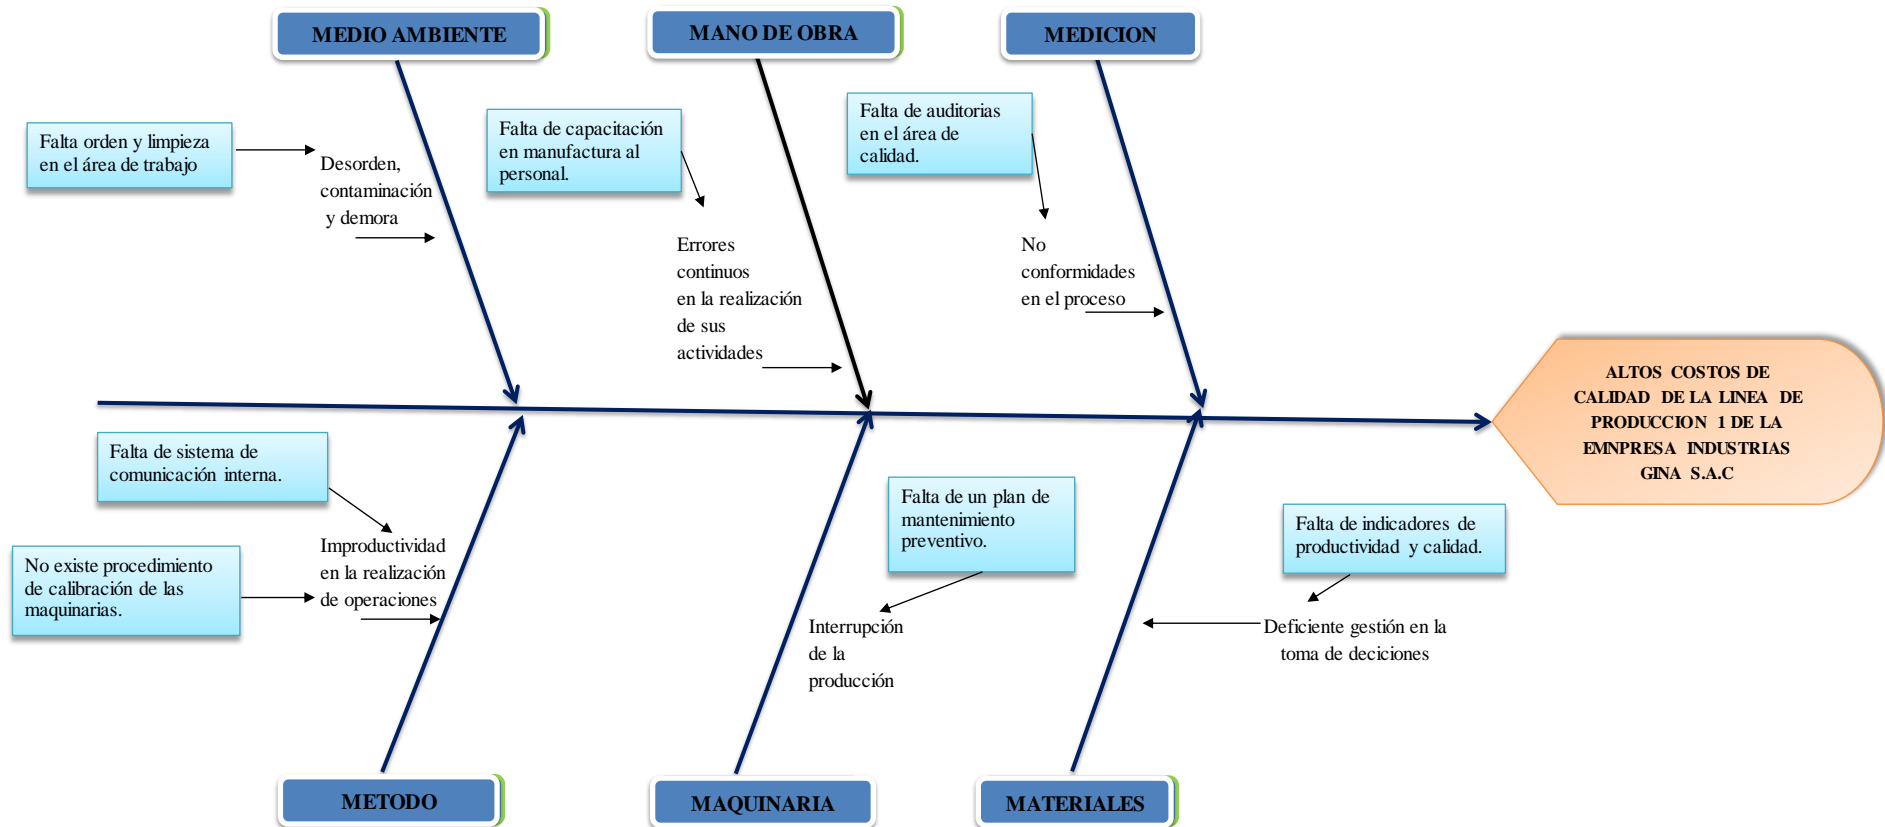 MEDIO AMBIENTE
MANO DE OBRA
MEDICION
Falta orden y limpieza
en el área de trabajo
Desorden,
contaminación
y demora
Falta de capacitación
en manufactura al
personal.
Errores
continuos
en la realización
de sus
actividades
Falta de auditorias
en el área de
calidad.
No
conformidades
en el proceso
ALTOS COSTOS DE
CALIDAD DE LA LINEA DE
PRODUCCION 1 DE LA
EMNPRESA INDUSTRIAS
GINA S.A.C
Falta de sistema de
comunicación interna.
No existe procedimiento
de calibración de las
maquinarias.
Improductividad
en la realización
de operaciones
Falta de un plan de
mantenimiento
preventivo.
Interrupción
de la
producción
Falta de indicadores de
productividad y calidad.
Deficiente gestión en la
toma de deciciones
METODO
MAQUINARIA
MATERIALES